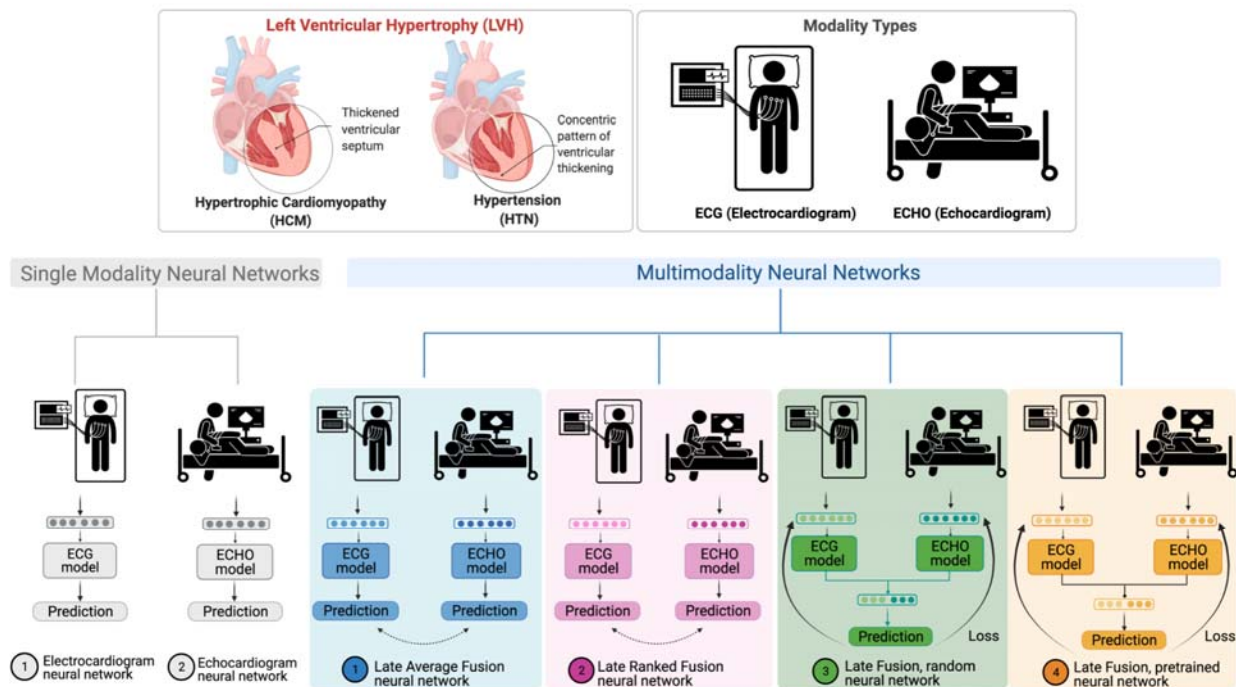 Left Ventricular Hypertrophy (LVH)
Thickened
ventricular
septum
Hypertrophic Cardiomyopathy
(HCM)
Concentric
pattern of
ventricular
thickening
Hypertension
(HTN)
Modality Types
ECG (Electrocardiogram)
ECHO (Echocardiogram)
Single Modality Neural Networks
Multimodality Neural Networks
ECG
model
Prediction
1 Electrocardiogram
neural network
ECHO
model
Prediction
2 Echocardiogram
neural network
ECG
model
Prediction
ECHO
model
Prediction
1 Late Average Fusion
neural network
ECG
model
Prediction
ECHO
model
Prediction
2 Late Ranked Fusion
neural network
ECG
model
ECHO
model
Prediction
Loss
3 Late Fusion, random
neural network
ECG
model
ECHO
model
Prediction
Loss
4 Late Fusion, pretrained
neural network